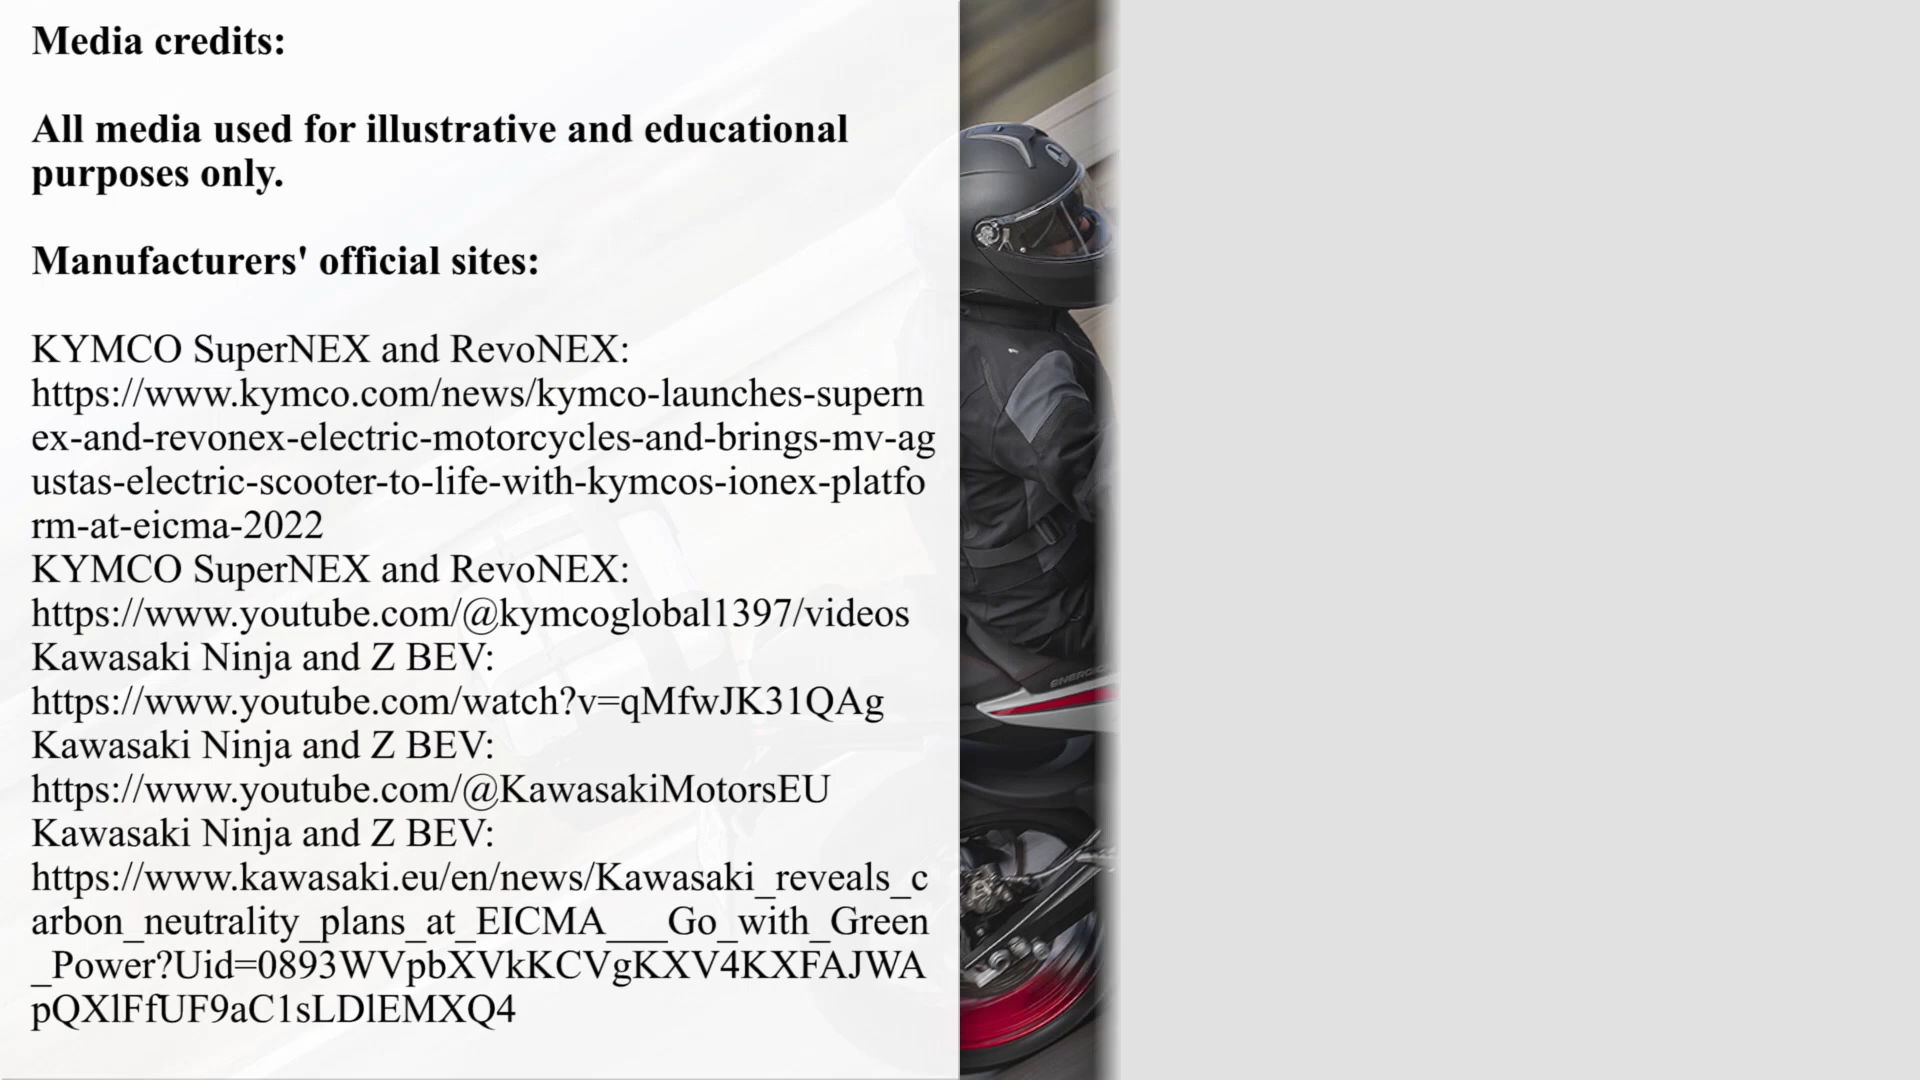 Media credits:
All media used for illustrative and educational
purposes only.
Manufacturers' official sites:
KYMCO SuperNEX and RevoNEX:
https://www.kymco.com/news/kymco-launches-supern
ex-and-revonex-electric-motorcycles-and-brings-mv-ag
ustas-electric-scooter-to-life-with-kymcos-ionex-platfo
rm-at-eicma-2022
KYMCO SuperNEX and RevoNEX:
https://www.youtube.com/@kymcoglobal1397/videos
Kawasaki Ninja and Z BEV:
https://www.youtube.com/watch?v=qMfwJK31QAg
Kawasaki Ninja and Z BEV:
https://www.youtube.com/@KawasakiMotorsEU
Kawasaki Ninja and Z BEV:
https://www.kawasaki.eu/en/news/Kawasaki_reveals_c
arbon_neutrality_plans_at_EICMA___Go_with_Green
_Power?Uid=0893WVpbXVkKCVgKXV4KXFAJWA
pQXlFfUF9aC1sLDlEMXQ4